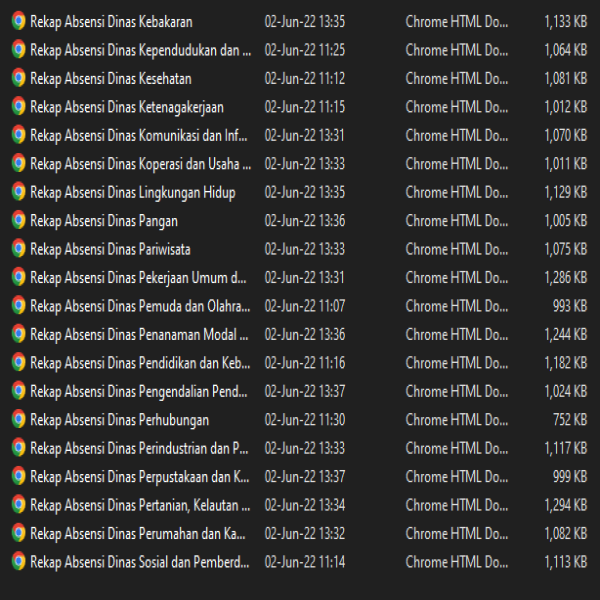 Rekap Absensi Dinas Kebakaran 02-Jun-22 13:35 Chrome HTML Do... 1,133 KB
Rekap Absensi Dinas Kependudukan dan ... 02-Jun-22 11:25 Chrome HTML Do... 1,064 KB
Rekap Absensi Dinas Kesehatan 02-Jun-22 11:12 Chrome HTML Do... 1,081 KB
Rekap Absensi Dinas Ketenagakerjaan 02-Jun-22 11:15 Chrome HTML Do... 1,012 KB
Rekap Absensi Dinas Komunikasi dan Inf... 02-Jun-22 13:31 Chrome HTML Do... 1,070 KB
Rekap Absensi Dinas Koperasi dan Usaha ... 02-Jun-22 13:33 Chrome HTML Do... 1,011 KB
Rekap Absensi Dinas Lingkungan Hidup 02-Jun-22 13:35 Chrome HTML Do... 1,129 KB
Rekap Absensi Dinas Pangan 02-Jun-22 13:36 Chrome HTML Do... 1,005 KB
Rekap Absensi Dinas Pariwisata 02-Jun-22 13:33 Chrome HTML Do... 1,075 KB
Rekap Absensi Dinas Pekerjaan Umum d... 02-Jun-22 13:31 Chrome HTML Do... 1,286 KB
Rekap Absensi Dinas Pemuda dan Olahra... 02-Jun-22 11:07 Chrome HTML Do... 993 KB
Rekap Absensi Dinas Penanaman Modal ... 02-Jun-22 13:36 Chrome HTML Do... 1,244 KB
Rekap Absensi Dinas Pendidikan dan Keb... 02-Jun-22 11:16 Chrome HTML Do... 1,182 KB
Rekap Absensi Dinas Pengendalian Pend... 02-Jun-22 13:37 Chrome HTML Do... 1,024 KB
Rekap Absensi Dinas Perhubungan 02-Jun-22 11:30 Chrome HTML Do... 752 KB
Rekap Absensi Dinas Perindustrian dan P... 02-Jun-22 13:33 Chrome HTML Do... 1,117 KB
Rekap Absensi Dinas Perpustakaan dan K... 02-Jun-22 13:37 Chrome HTML Do... 999 KB
Rekap Absensi Dinas Pertanian, Kelautan ... 02-Jun-22 13:34 Chrome HTML Do... 1,294 KB
Rekap Absensi Dinas Perumahan dan Ka... 02-Jun-22 13:32 Chrome HTML Do... 1,082 KB
Rekap Absensi Dinas Sosial dan Pemberd... 02-Jun-22 11:14 Chrome HTML Do... 1,113 KB